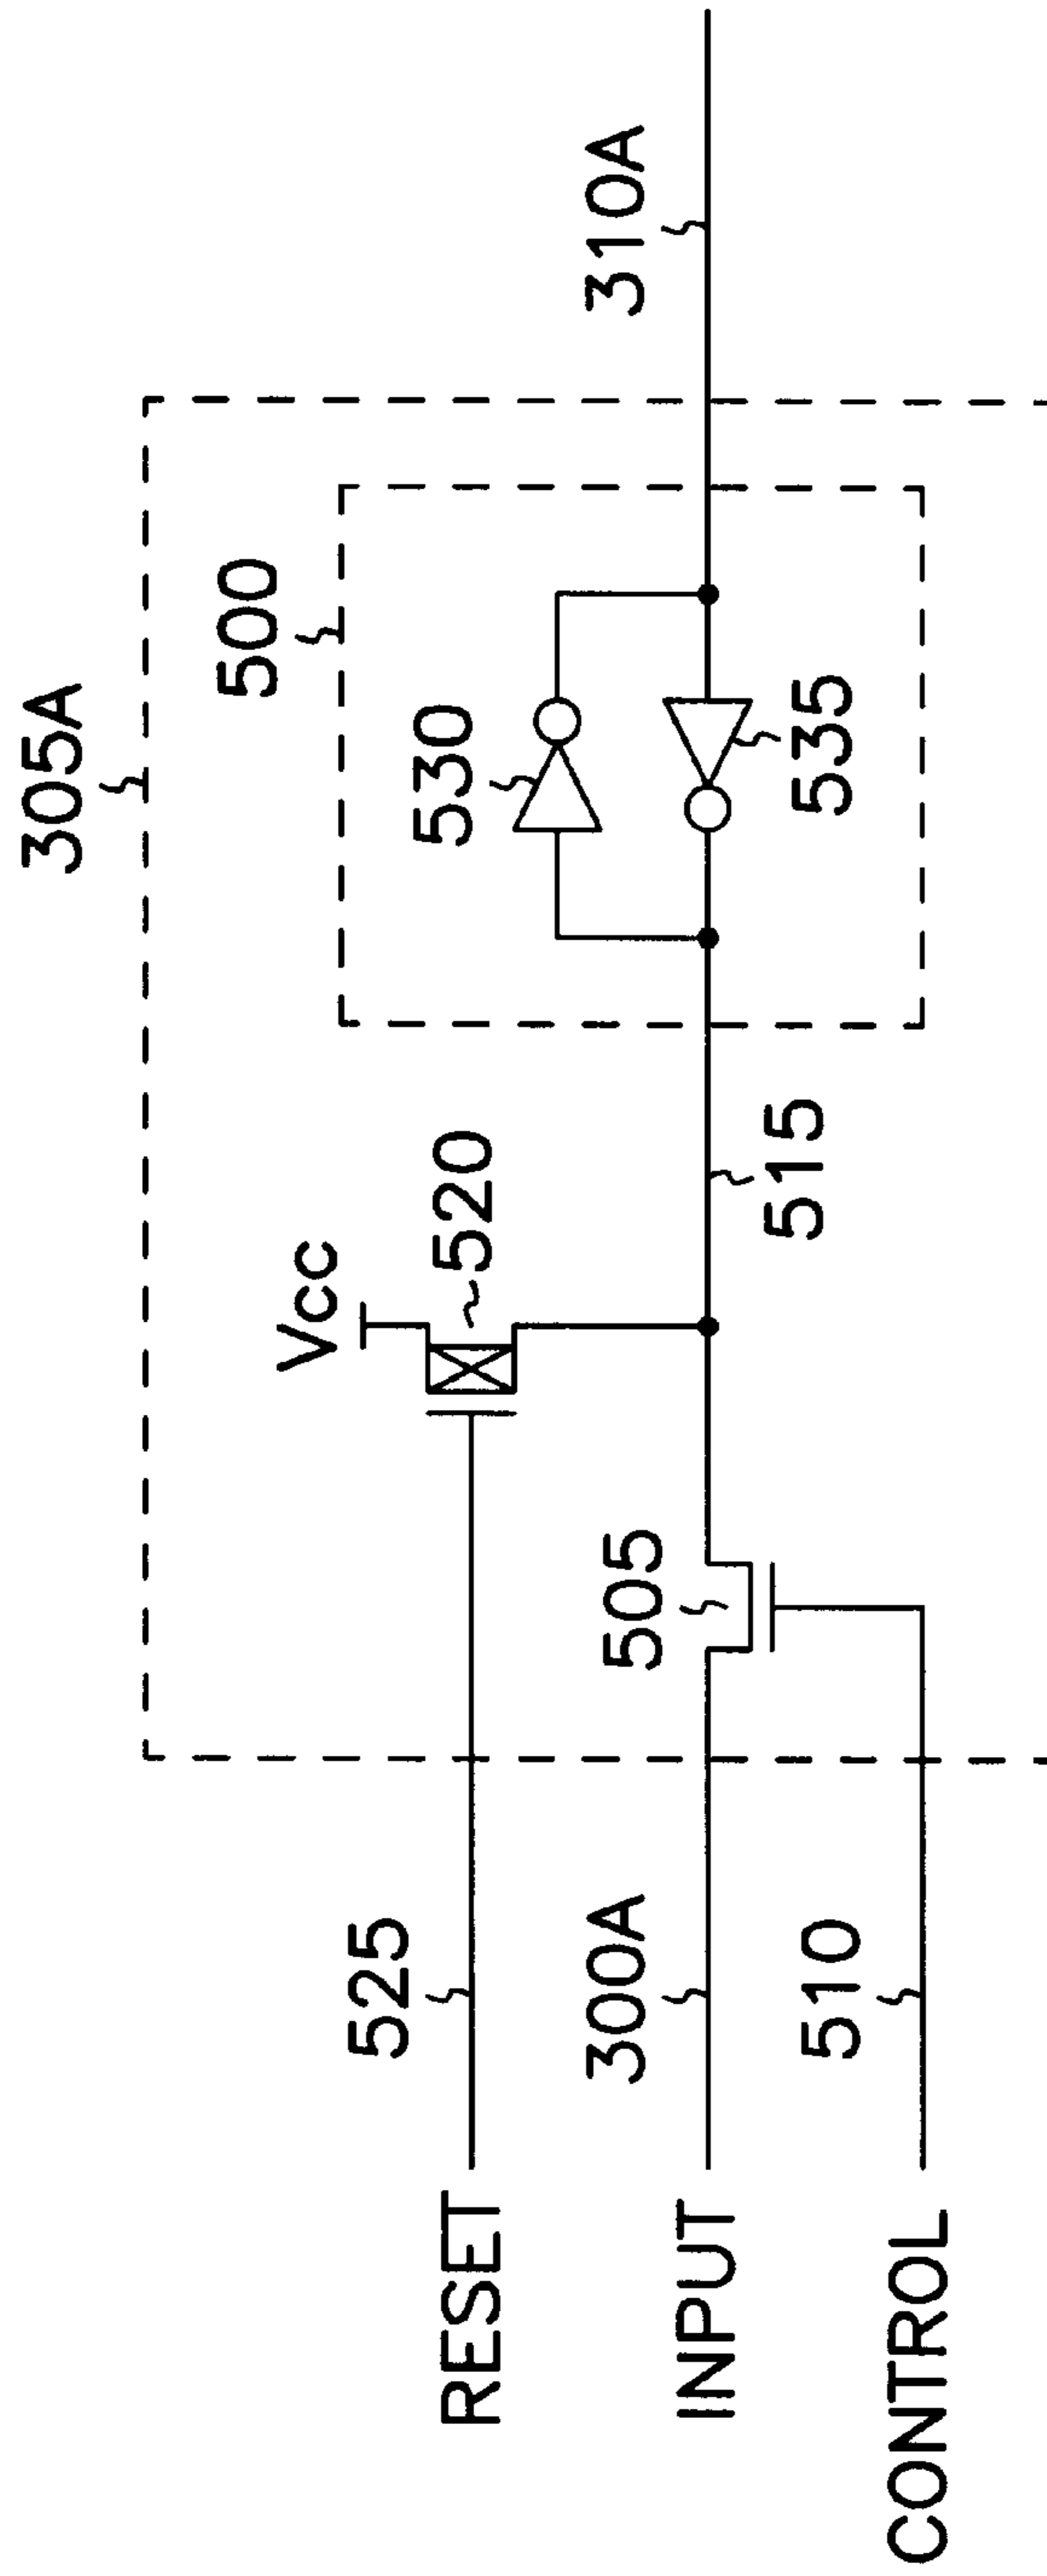 305A
500
530
535
310A
Vcc
520
515
505
525
RESET
300A
INPUT
510
CONTROL